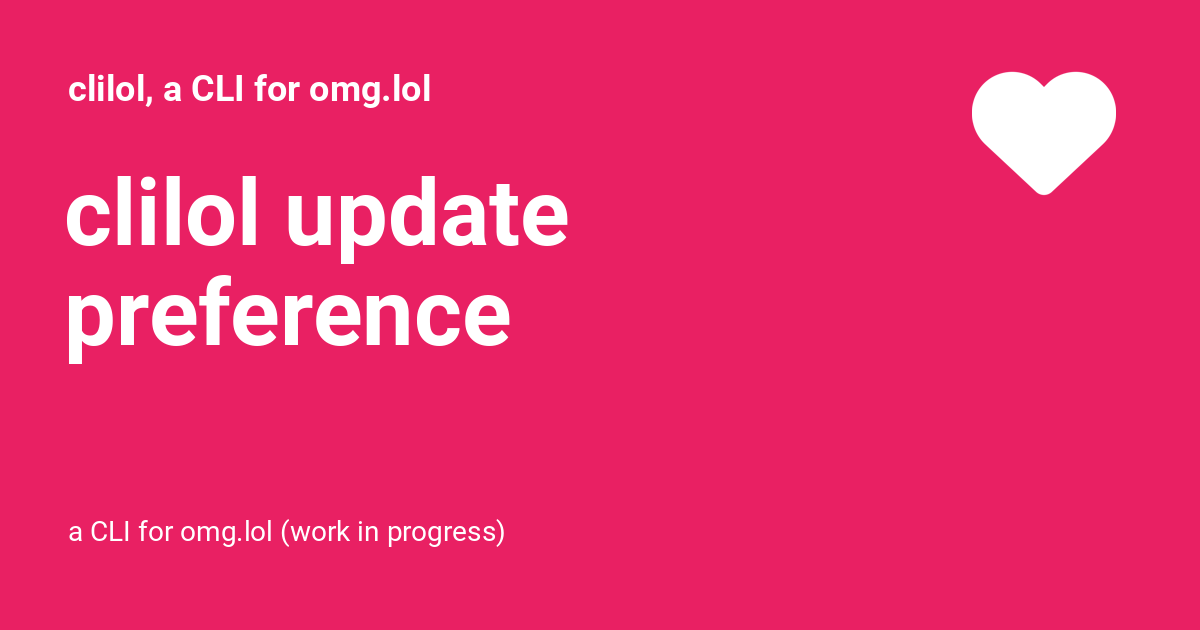 clilol, a CLI for omg.lol
clilol update
preference
a CLI for omg.lol (work in progress)